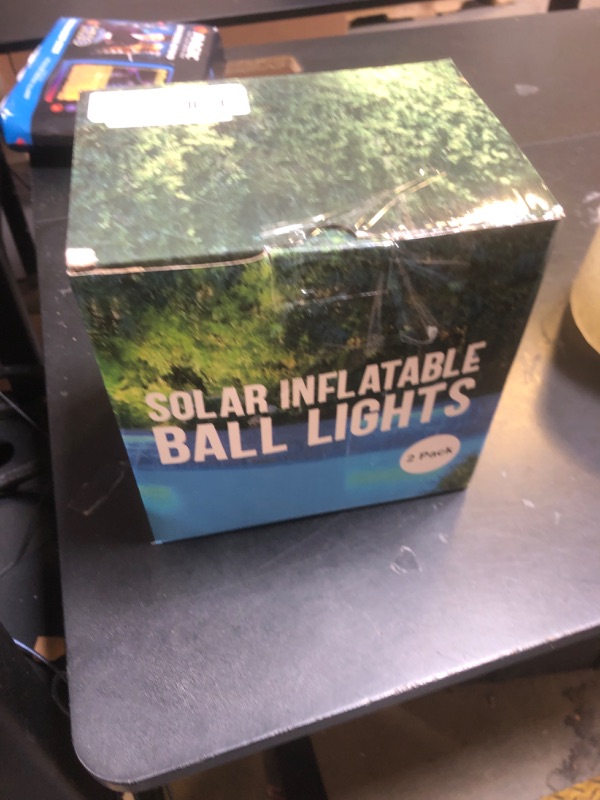 SOLAR INFLATABLE
BALL LIGHTS
2 Pack